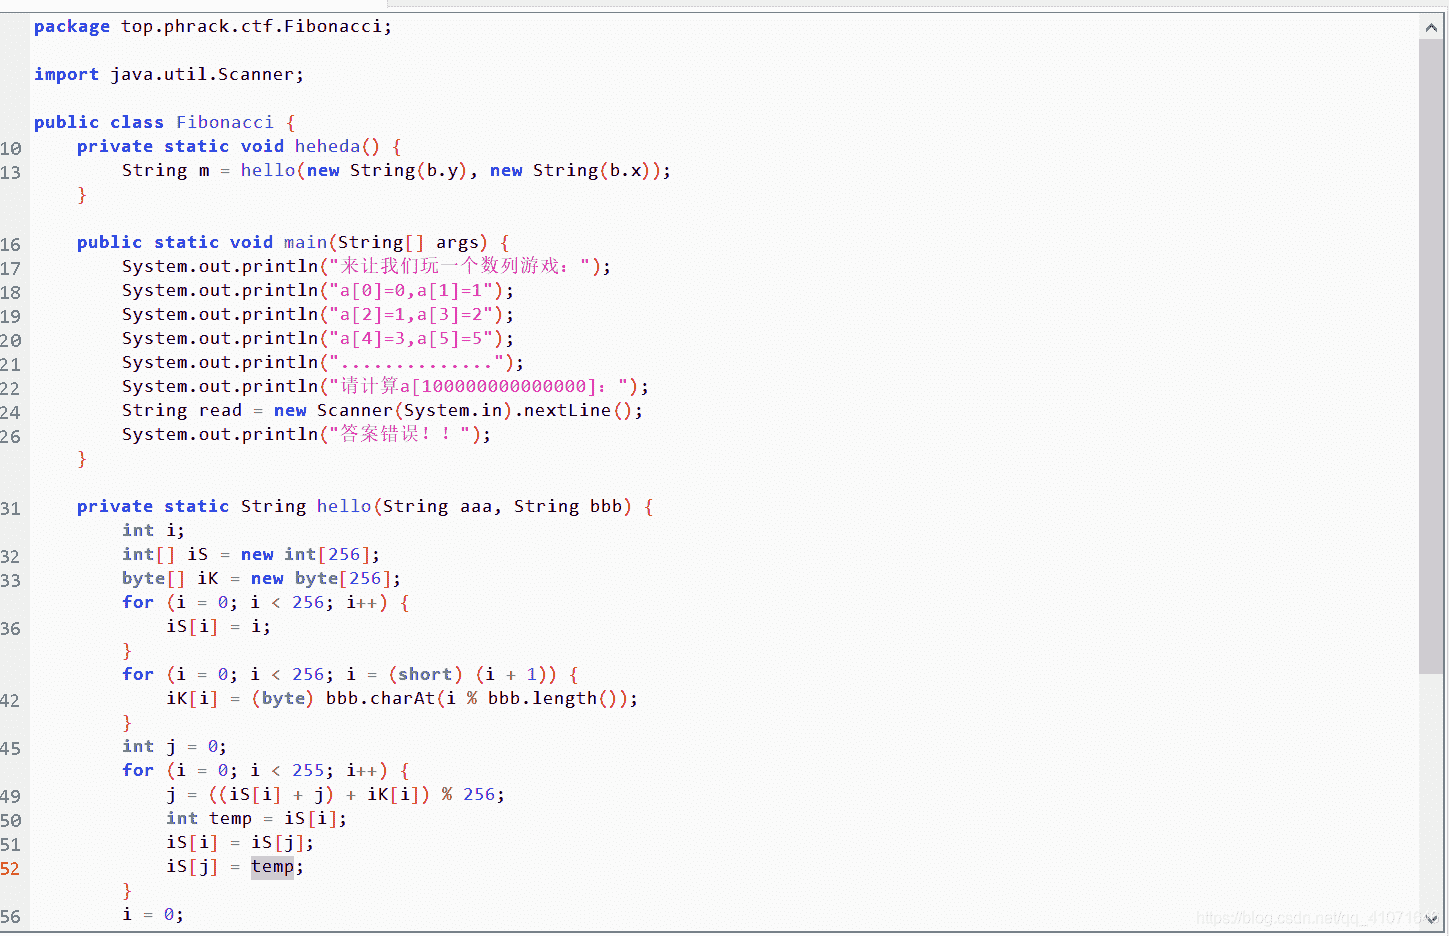 package top.phrack.ctf.Fibonacci;
import java.util.Scanner;
public class Fibonacci {
10 private static void heheda() {
13 String m = hello(new String(b.y), new String(b.x));
}
16 public static void main(String[] args) {
17 System.out.println("来让我们玩一个数列游戏：");
18 System.out.println("a[0]=0,a[1]=1");
19 System.out.println("a[2]=1,a[3]=2");
20 System.out.println("a[4]=3,a[5]=5");
21 System.out.println("..............");
22 System.out.println("请计算a[100000000000000]：");
24 String read = new Scanner(System.in).nextLine();
26 System.out.println("答案错误！！");
}
31 private static String hello(String aaa, String bbb) {
int i;
32 int[] iS = new int[256];
33 byte[] iK = new byte[256];
for (i = 0; i < 256; i++) {
36 iS[i] = i;
}
for (i = 0; i < 256; i = (short) (i + 1)) {
42 iK[i] = (byte) bbb.charAt(i % bbb.length());
}
45 int j = 0;
for (i = 0; i < 255; i++) {
49 j = ((iS[i] + j) + iK[i]) % 256;
50 int temp = iS[i];
51 iS[i] = iS[j];
52 iS[j] = temp;
}
56 i = 0;